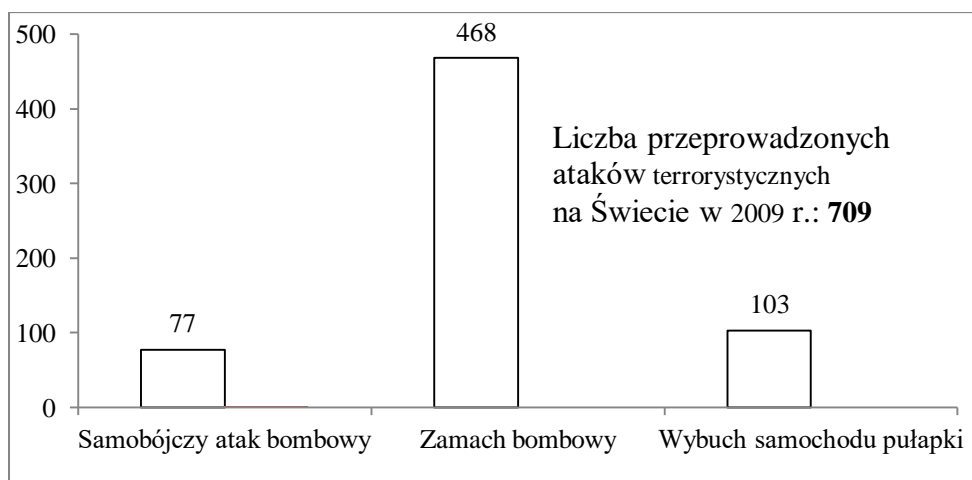 500
468
400
Liczba przeprowadzonych
ataków terrorystycznych
300
na Świecie w 2009 r.: 709
200
77
103
100
0
Samobójczy atak bombowy
Zamach bombowy
Wybuch samochodu pułapki